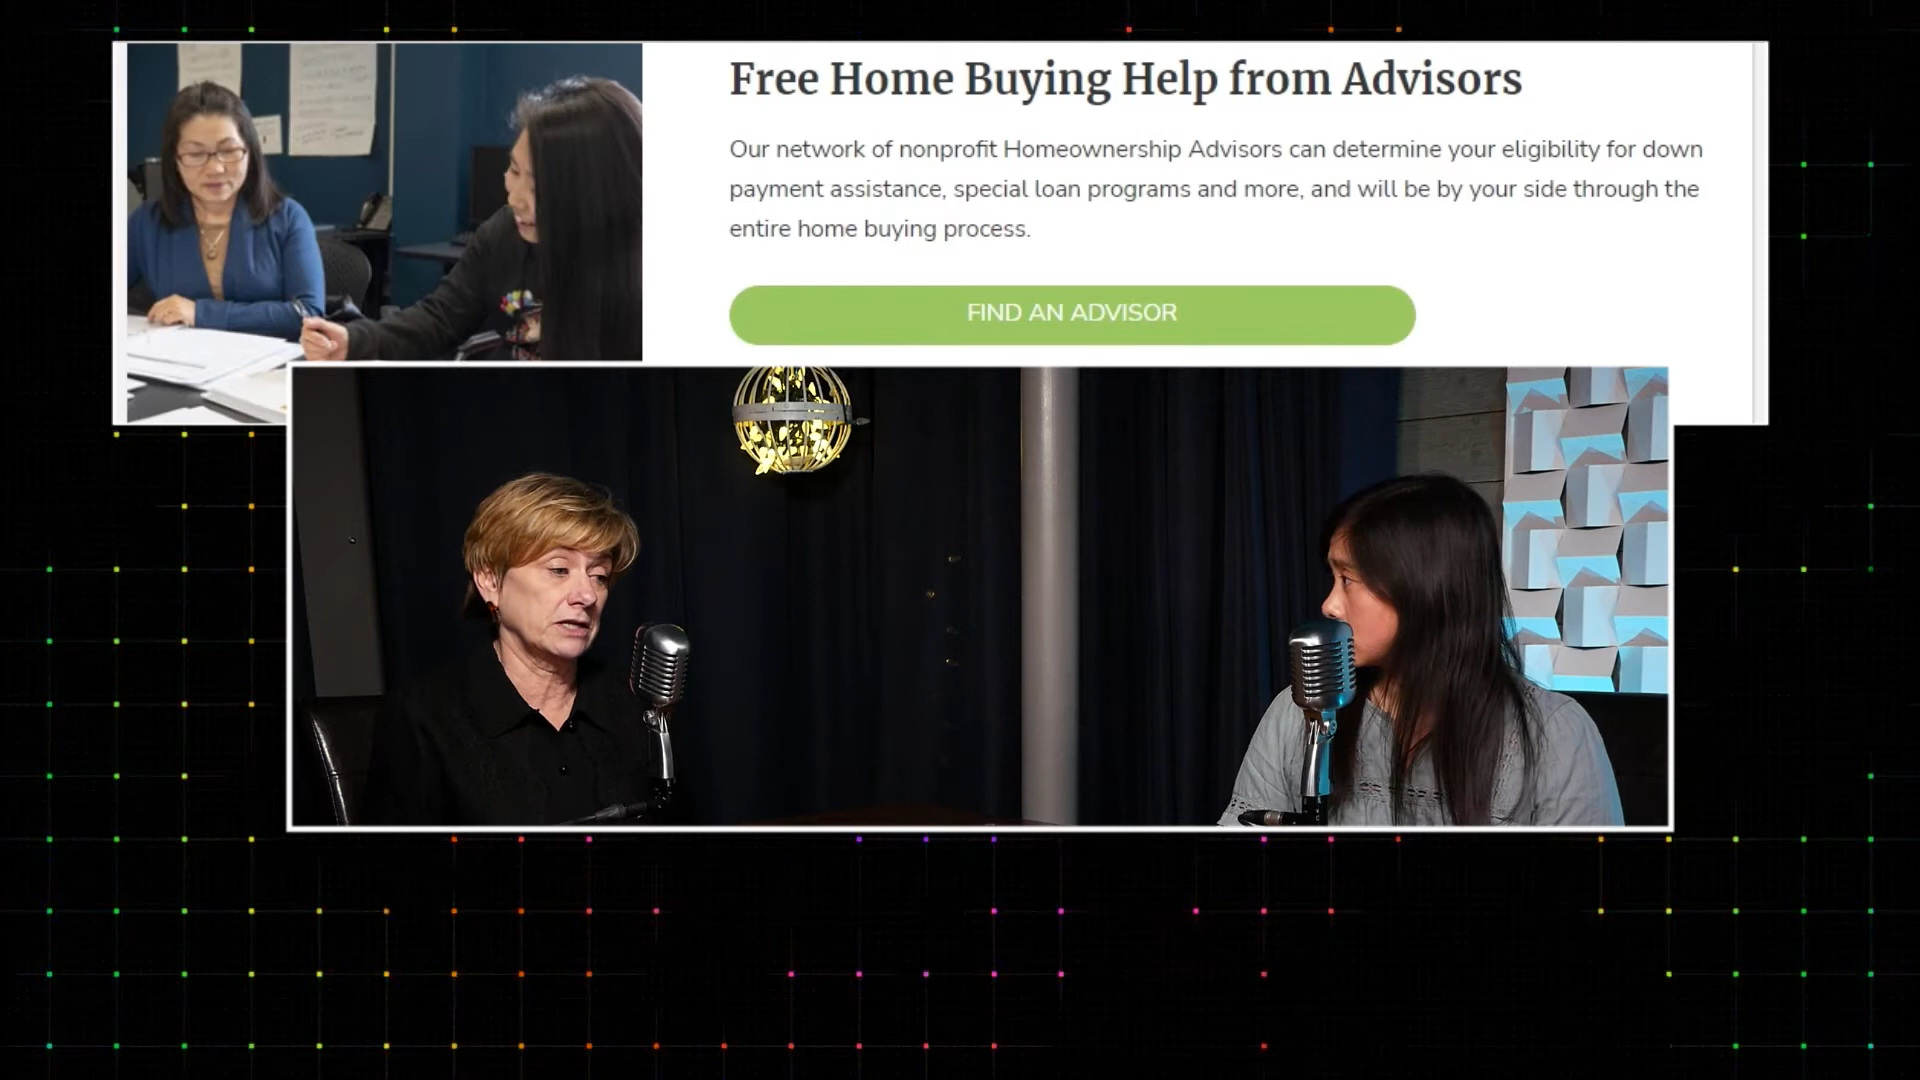 Free Home Buying Help from Advisors
Our network of nonprofit Homeownership Advisors can determine your eligibility for down
payment assistance, special loan programs and more, and will be by your side through the
entire home buying process.
FIND AN ADVISOR